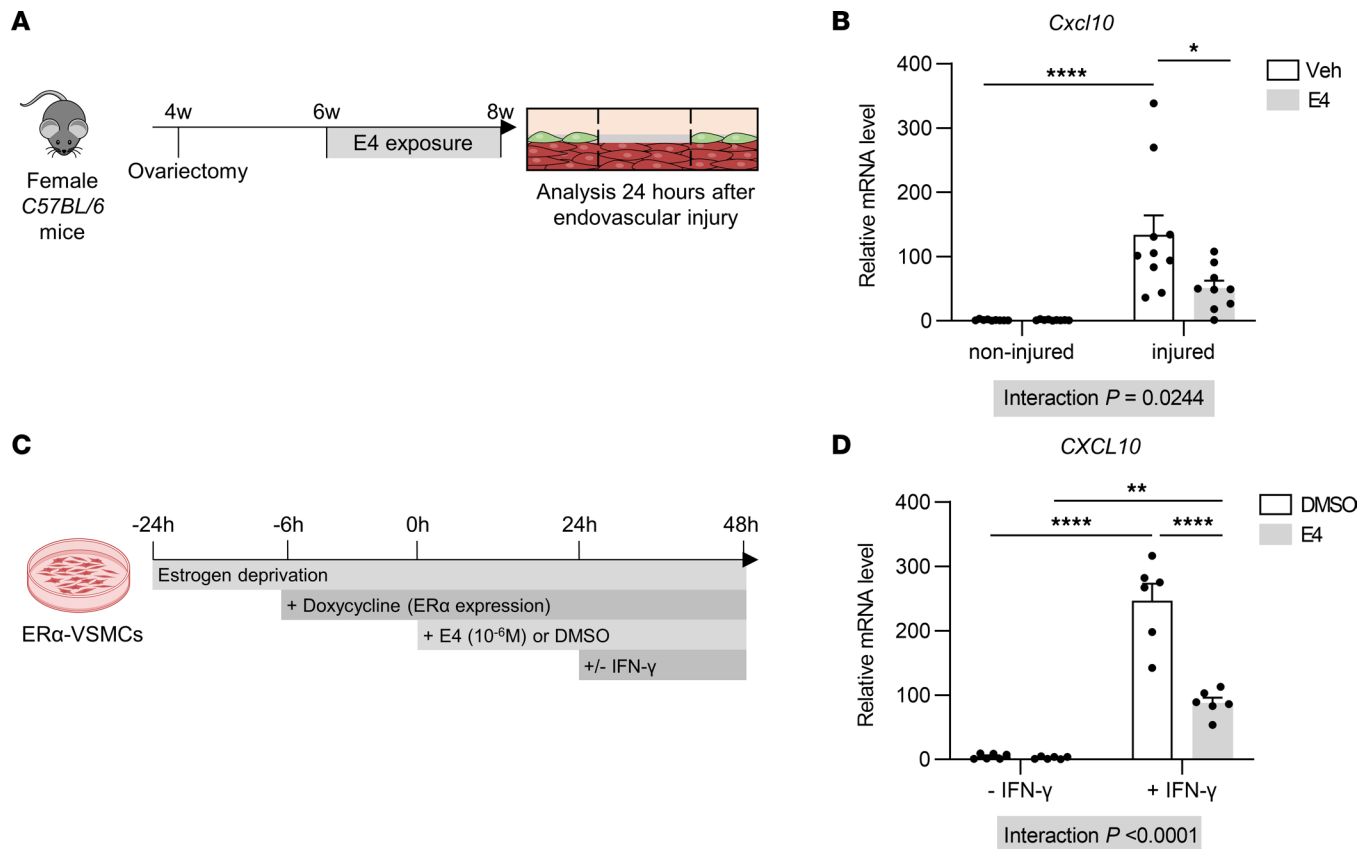 A
4w
6w
8w
E4 exposure
Ovariectomy
Female
C57BL/6
mice
Analysis 24 hours after
endovascular injury
B
Cxcl10
Relative mRNA level
400
300
200
100
0
****
*
Veh
E4
non-injured
injured
Interaction P = 0.0244
C
-24h
-6h
0h
24h
48h
Estrogen deprivation
+ Doxycycline (ERα expression)
+ E4 (10⁻⁶M) or DMSO
+/- IFN-γ
ERα-VSMCs
D
CXCL10
Relative mRNA level
400
300
200
100
0
**
****
****
DMSO
E4
- IFN-γ
+ IFN-γ
Interaction P <0.0001